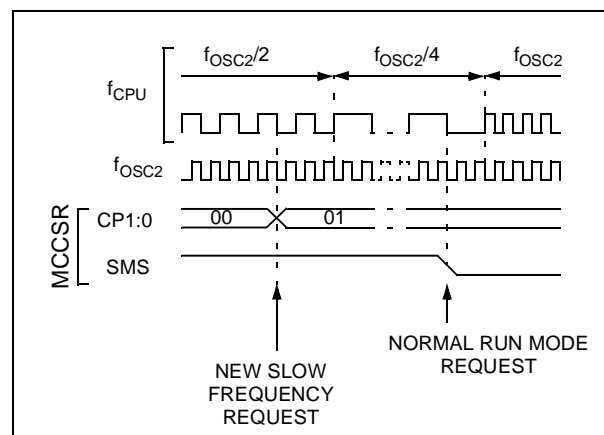 fOSC2/2 fOSC2/4 fOSC2
fCPU
fOSC2
MCCSR
CP1:0 00 01
SMS
NEW SLOW
FREQUENCY
REQUEST
NORMAL RUN MODE
REQUEST